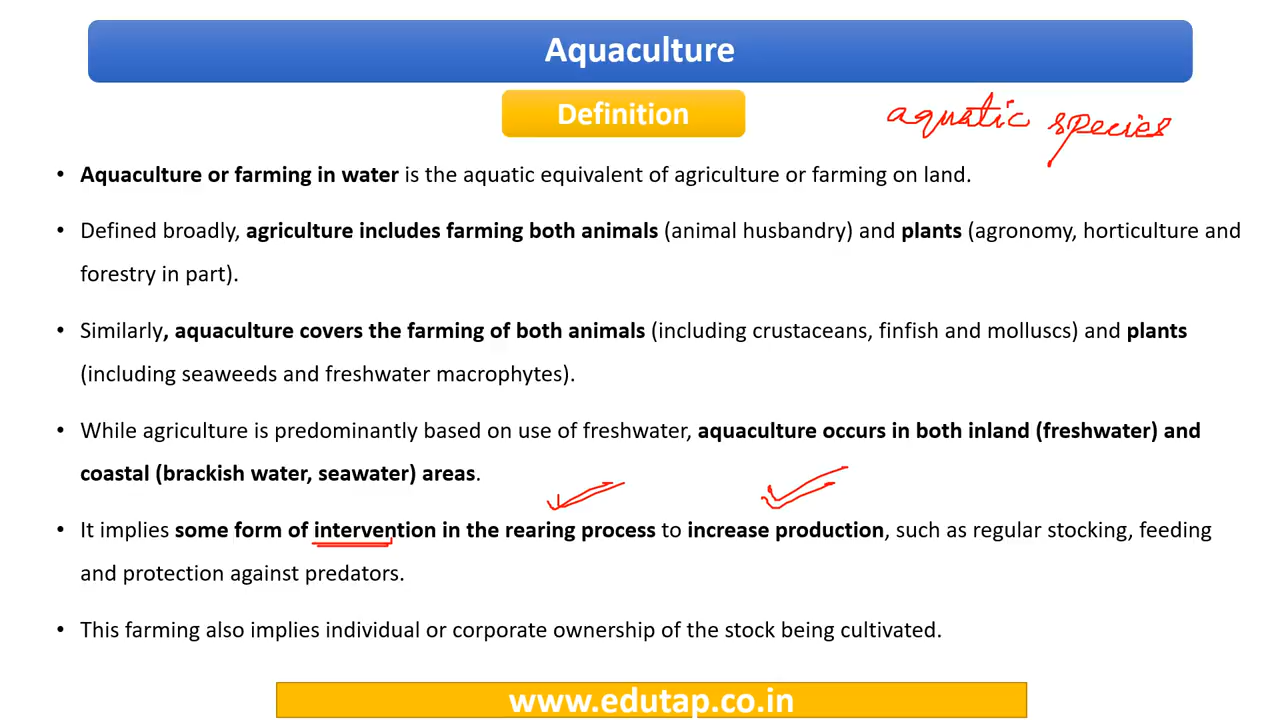 Aquaculture
Definition
aquatic species
• Aquaculture or farming in water is the aquatic equivalent of agriculture or farming on land.
• Defined broadly, agriculture includes farming both animals (animal husbandry) and plants (agronomy, horticulture and
forestry in part).
• Similarly, aquaculture covers the farming of both animals (including crustaceans, finfish and molluscs) and plants
(including seaweeds and freshwater macrophytes).
• While agriculture is predominantly based on use of freshwater, aquaculture occurs in both inland (freshwater) and
coastal (brackish water, seawater) areas.
• It implies some form of intervention in the rearing process to increase production, such as regular stocking, feeding
and protection against predators.
• This farming also implies individual or corporate ownership of the stock being cultivated.
www.edutap.co.in